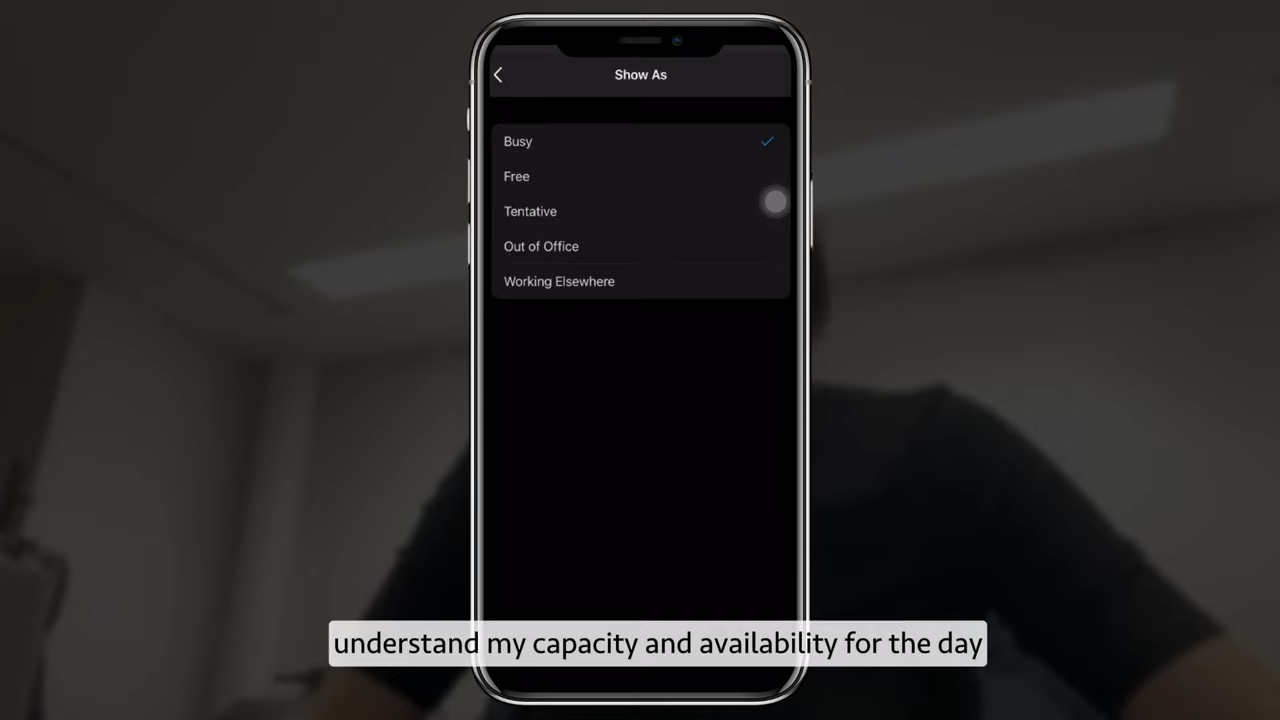 Show As
Busy
Free
Tentative
Out of Office
Working Elsewhere
understand my capacity and availability for the day